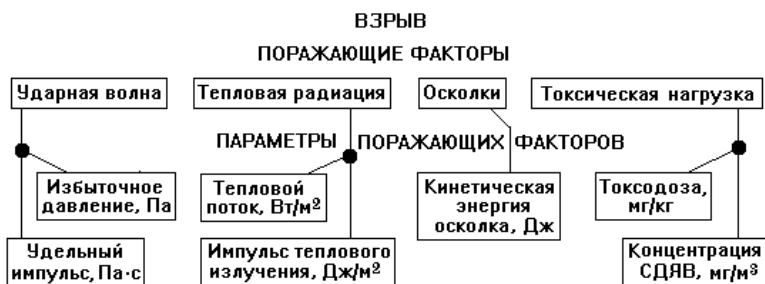 ВЗРЫВ
ПОРАЖАЮЩИЕ ФАКТОРЫ
Ударная волна
Тепловая радиация
Осколки
Токсическая нагрузка
ПАРАМЕТРЫ ПОРАЖАЮЩИХ ФАКТОРОВ
Избыточное
давление, Па
Тепловой
поток, Вт/м²
Кинетическая
энергия
осколка, Дж
Токсодоза,
мг/кг
Удельный
импульс, Па·с
Импульс теплового
излучения, Дж/м²
Концентрация
СДЯВ, мг/м³